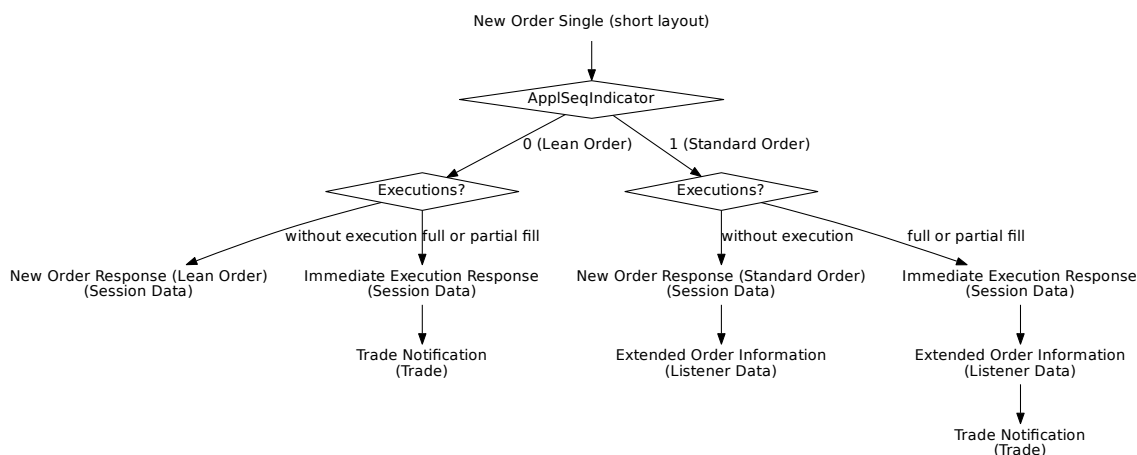 New Order Single (short layout)
ApplSeqIndicator
0 (Lean Order)
1 (Standard Order)
Executions?
Executions?
without execution
full or partial fill
without execution
full or partial fill
New Order Response (Lean Order)
(Session Data)
Immediate Execution Response
(Session Data)
New Order Response (Standard Order)
(Session Data)
Immediate Execution Response
(Session Data)
Trade Notification
(Trade)
Extended Order Information
(Listener Data)
Extended Order Information
(Listener Data)
Trade Notification
(Trade)